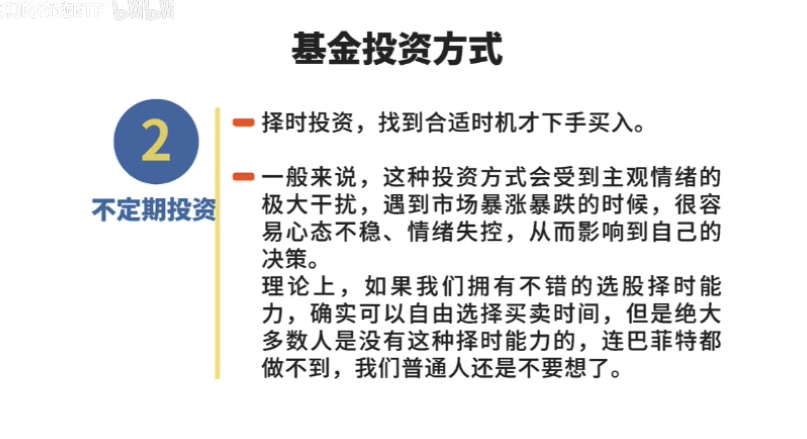 基金投资方式
2
不定期投资
择时投资，找到合适时机才下手买入。
一般来说，这种投资方式会受到主观情绪的
极大干扰，遇到市场暴涨暴跌的时候，很容
易心态不稳、情绪失控，从而影响到自己的
决策。
理论上，如果我们拥有不错的选股择时能
力，确实可以自由选择买卖时间，但是绝大
多数人是没有这种择时能力的，连巴菲特都
做不到，我们普通人还是不要想了。